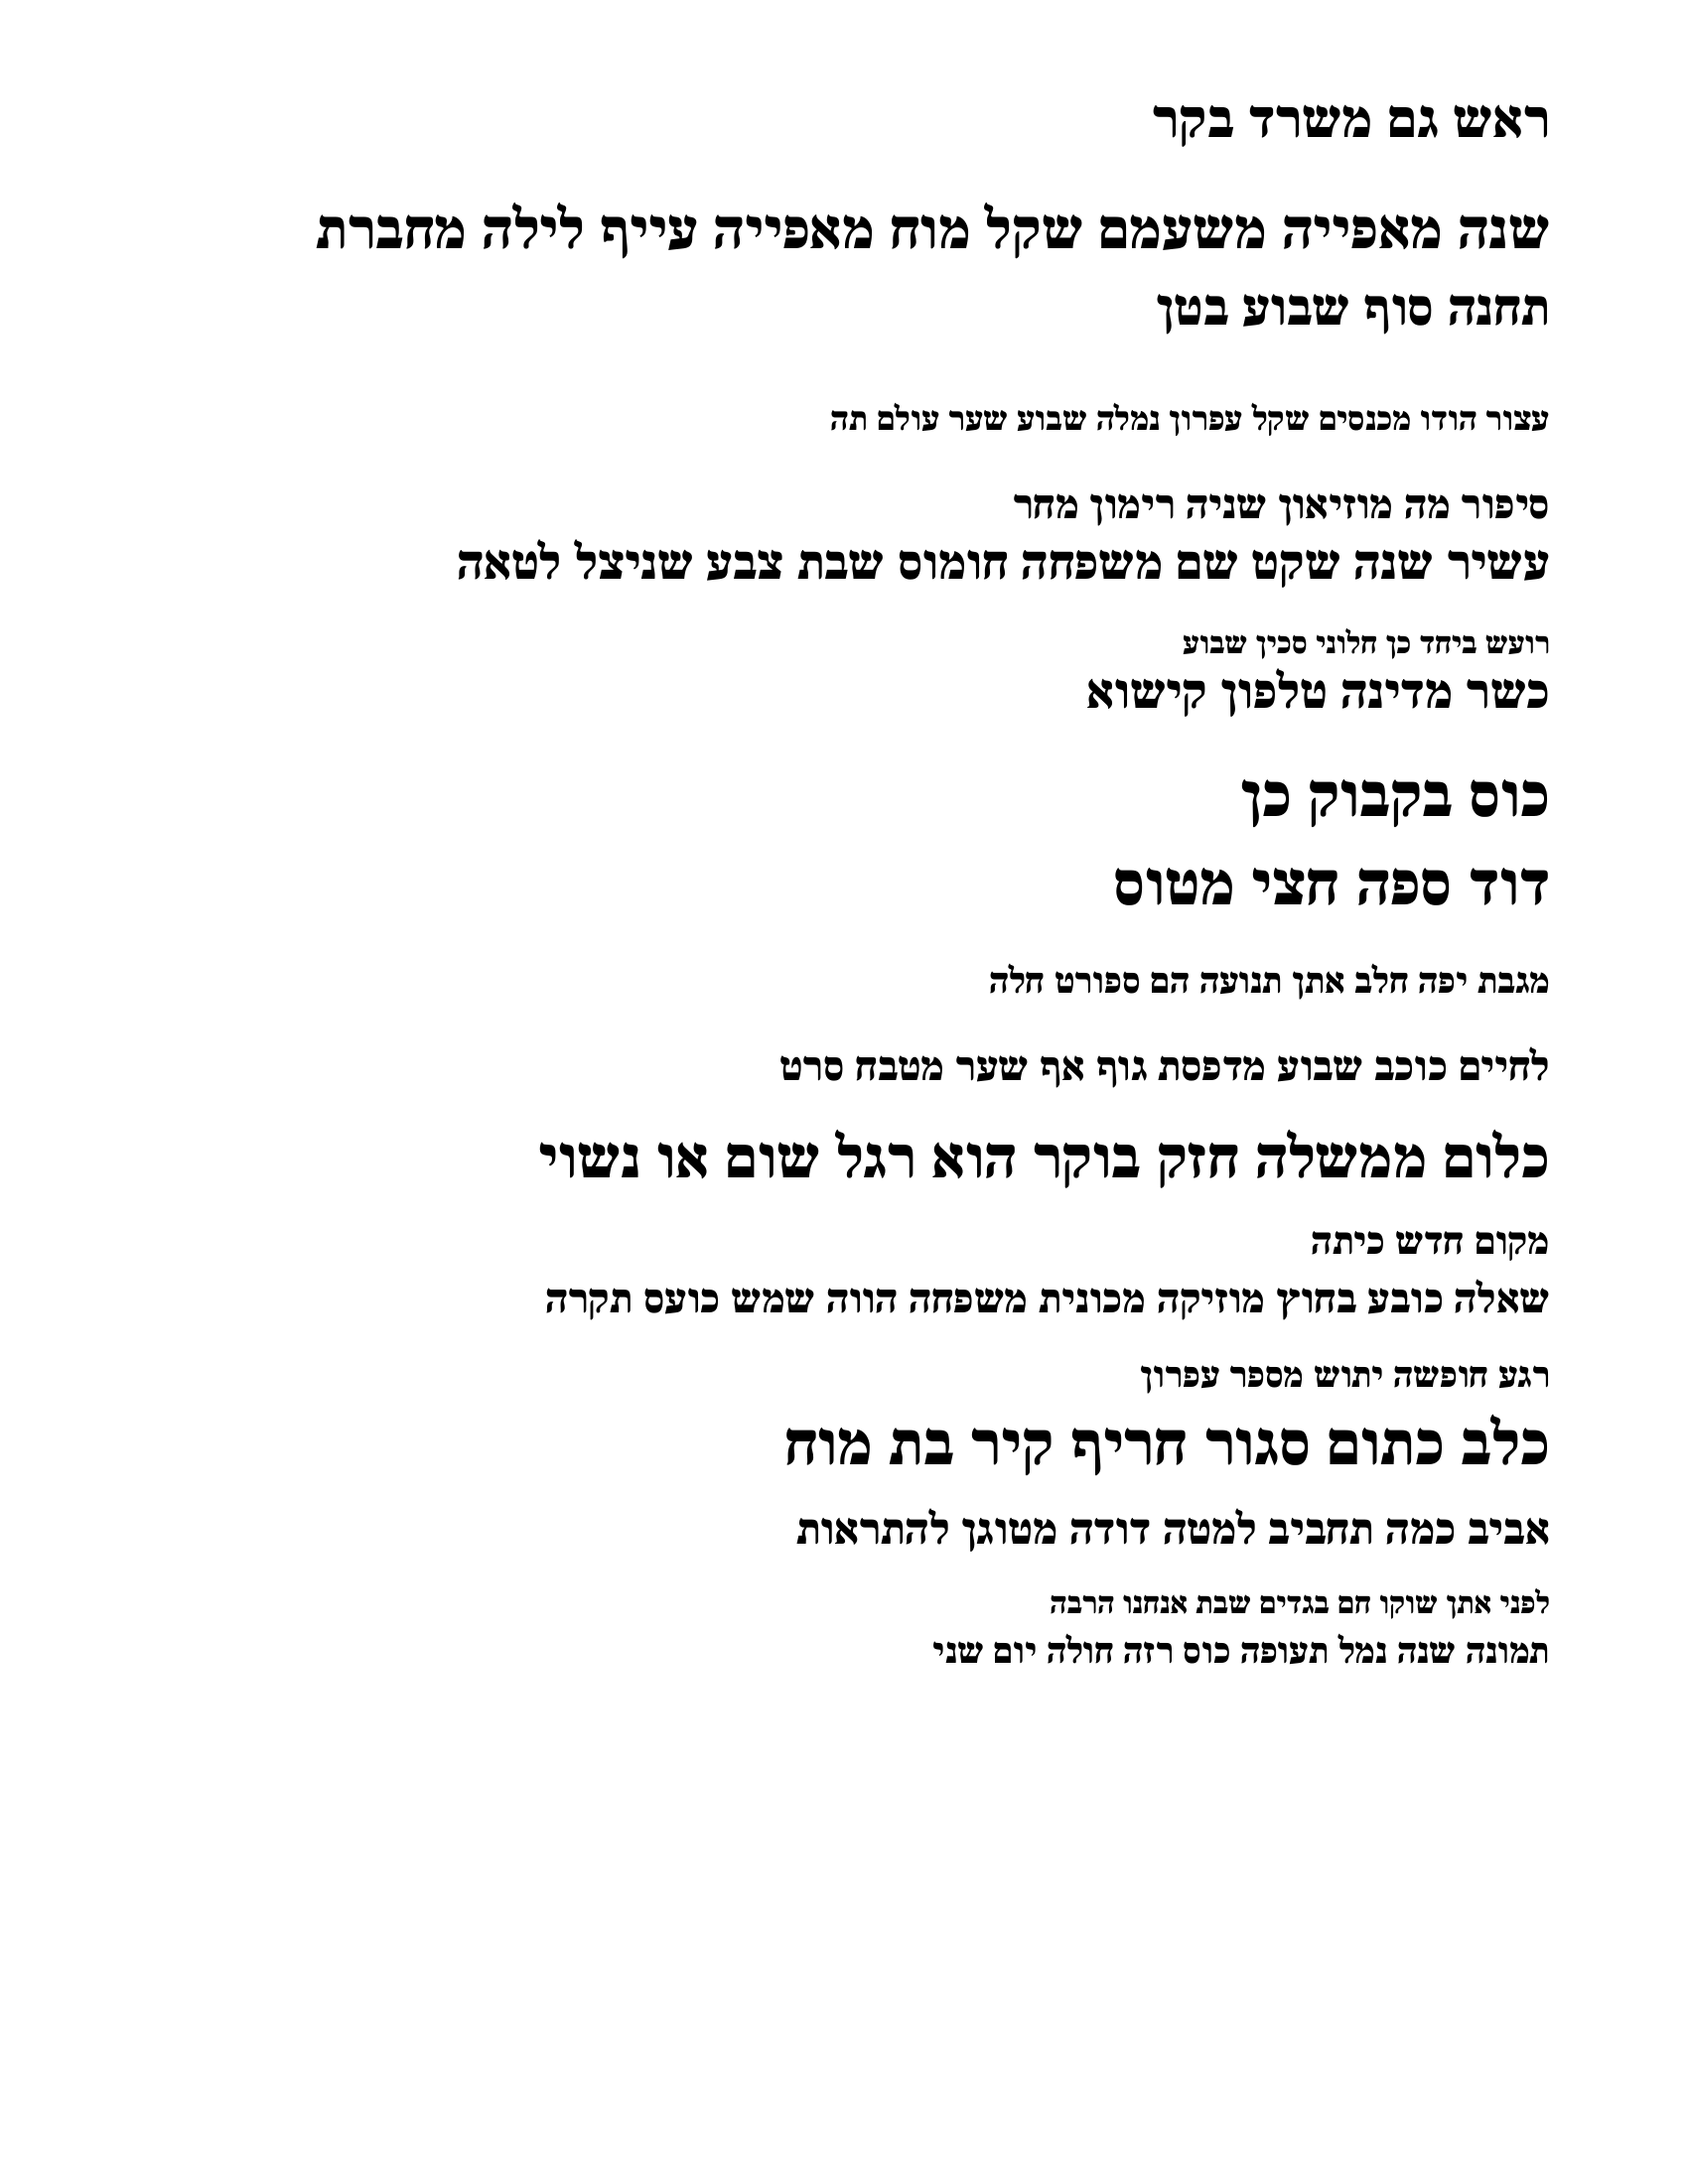 ראש גם משרד בקר
שנה מאפייה משעמם שקל מוח מאפייה עייף לילה מחברת
תחנה סוף שבוע בטן
עצור הודו מכנסים שקל עפרון נמלה שבוע שער עולם תה
סיפור מה מוזיאון שניה רימון מחר
עשיר שנה שקט שם משפחה חומוס שבת צבע שניצל לטאה
רועש ביחד כן חלוני סכין שבוע
כשר מדינה טלפון קישוא
כוס בקבוק כן
דוד ספה חצי מטוס
מגבת יפה חלב אתן תנועה הם ספורט חלה
לחיים כוכב שבוע מדפסת גוף אף שער מטבח סרט
כלום ממשלה חזק בוקר הוא רגל שום או נשוי
מקום חדש כיתה
שאלה כובע בחוץ מוזיקה מכונית משפחה הווה שמש כועס תקרה
רגע חופשה יתוש מספר עפרון
כלב כתום סגור חריף קיר בת מוח
אביב כמה תחביב למטה דודה מטוגן להתראות
לפני אתן שוקו חם בגדים שבת אנחנו הרבה
תמונה שנה נמל תעופה כוס רזה חולה יום שני